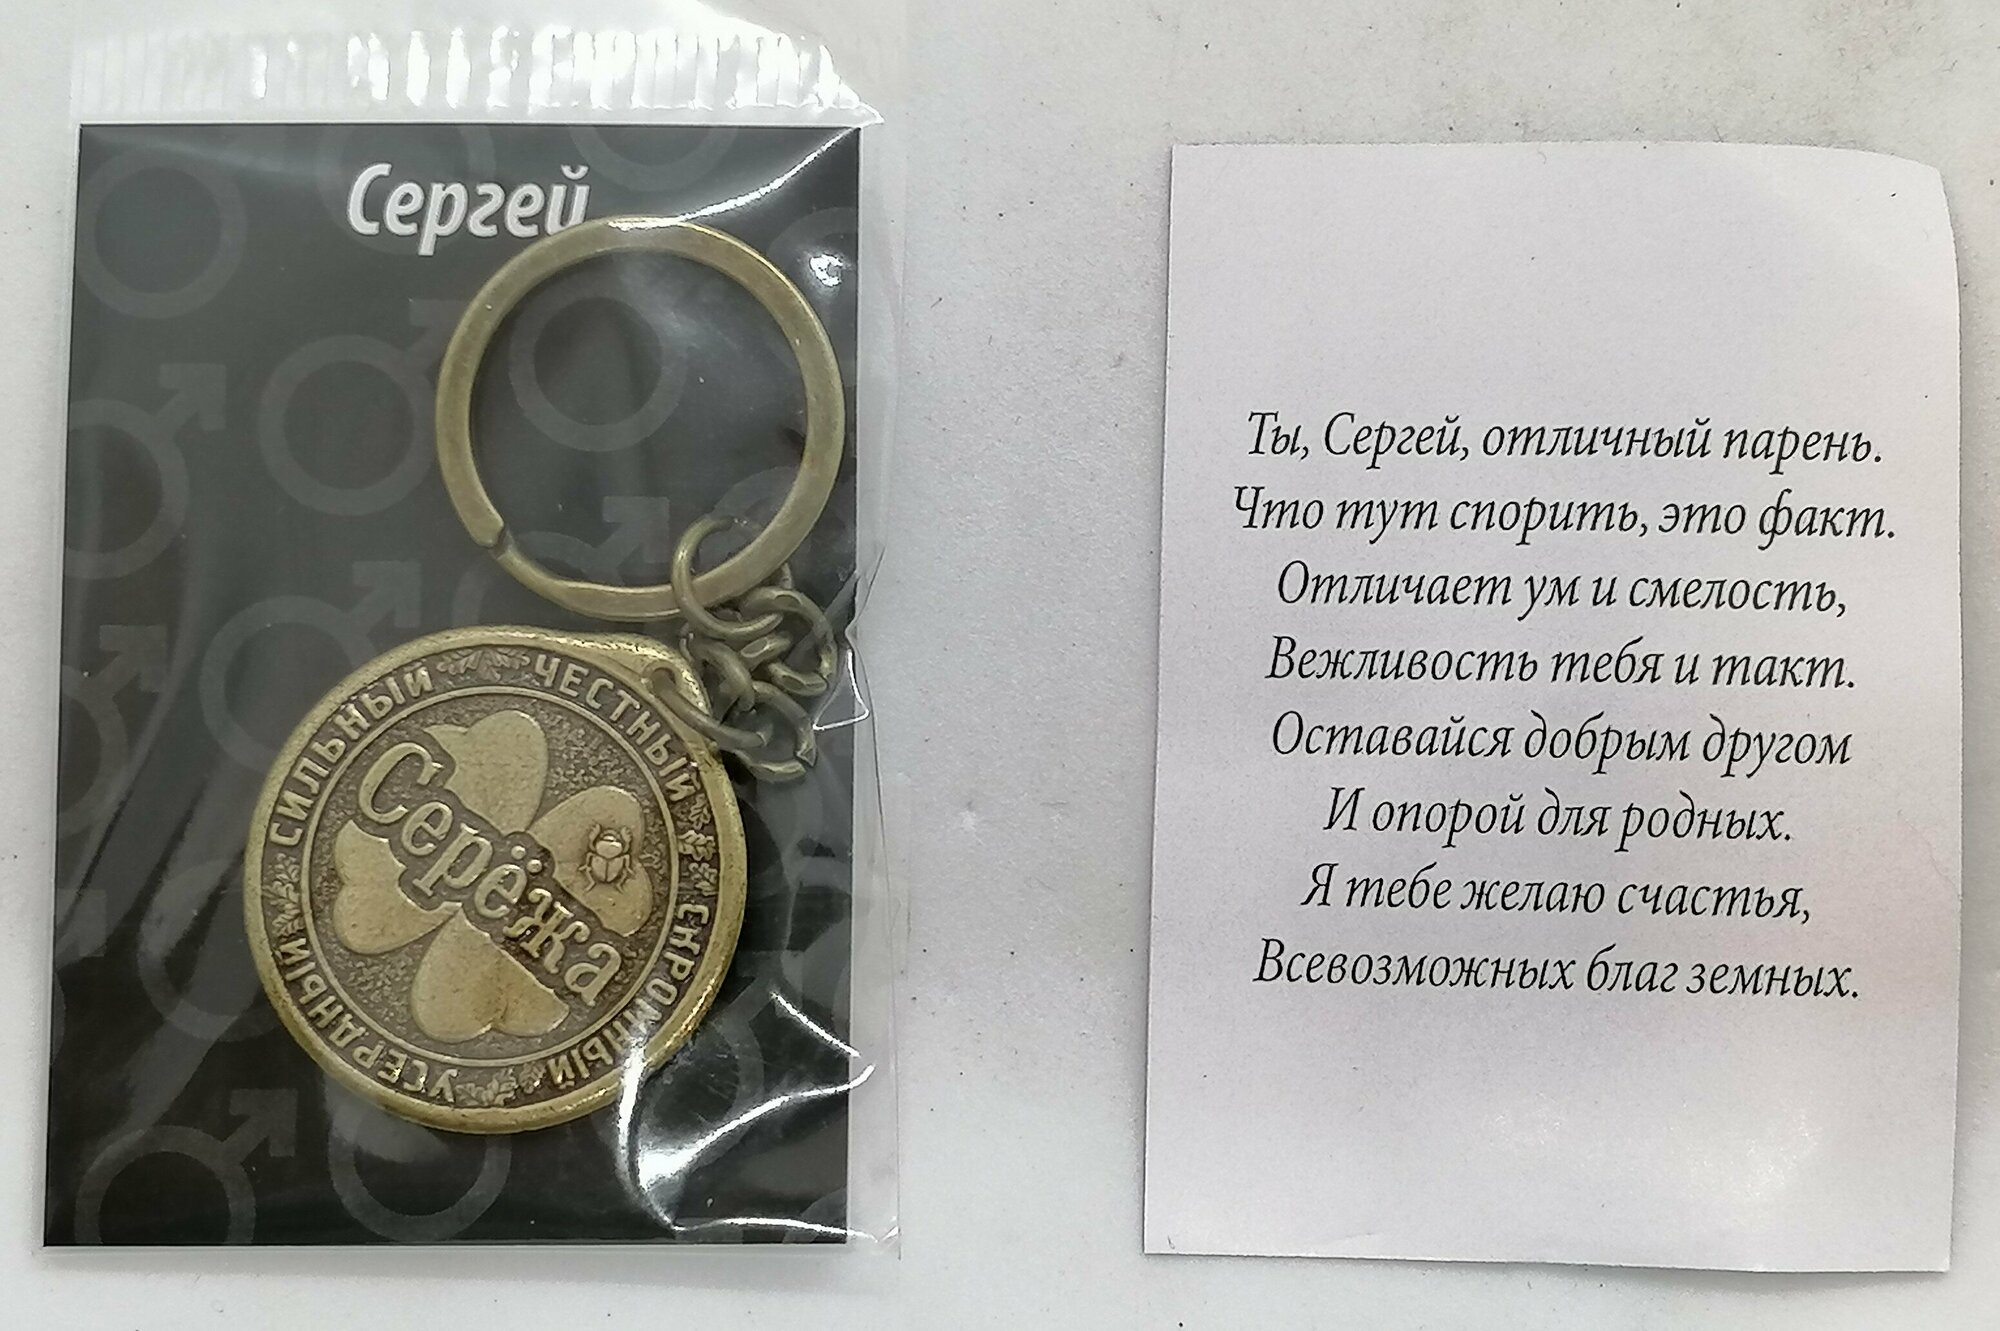 Сергей
СИЛЬНЫЙ
ЧЕСТНЫЙ
СКРОМНЫЙ
УСЕРДНЫЙ
Серёжа
Ты, Сергей, отличный парень.
Что тут спорить, это факт.
Отличает ум и смелость,
Вежливость тебя и такт.
Оставайся добрым другом
И опорой для родных.
Я тебе желаю счастья,
Всевозможных благ земных.